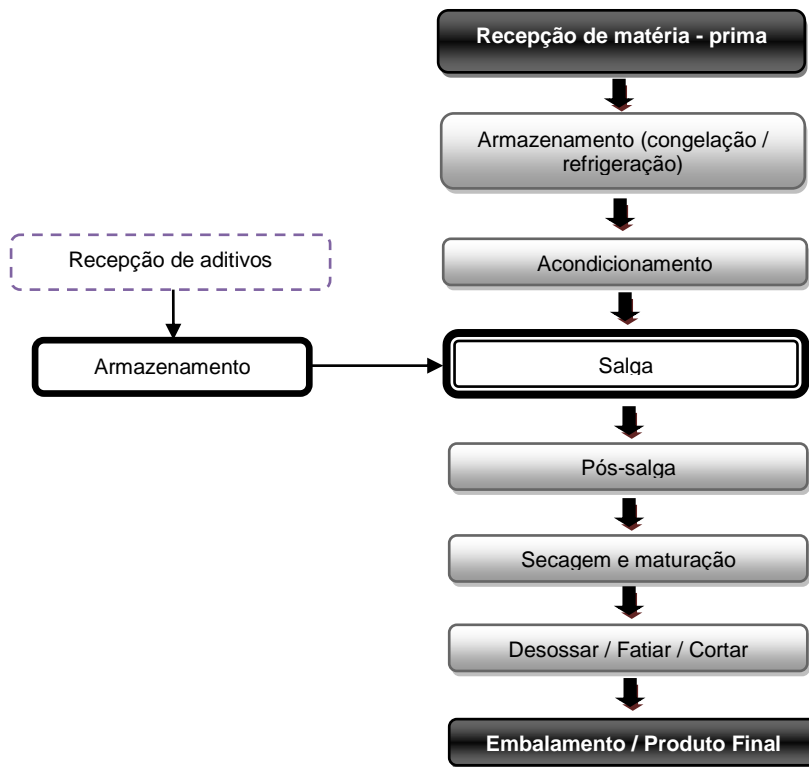 Recepção de matéria - prima
Armazenamento (congelação /
refrigeração)
Recepção de aditivos
Acondicionamento
Armazenamento
Salga
Pós-salga
Secagem e maturação
Desossar / Fatiar / Cortar
Embalamento / Produto Final